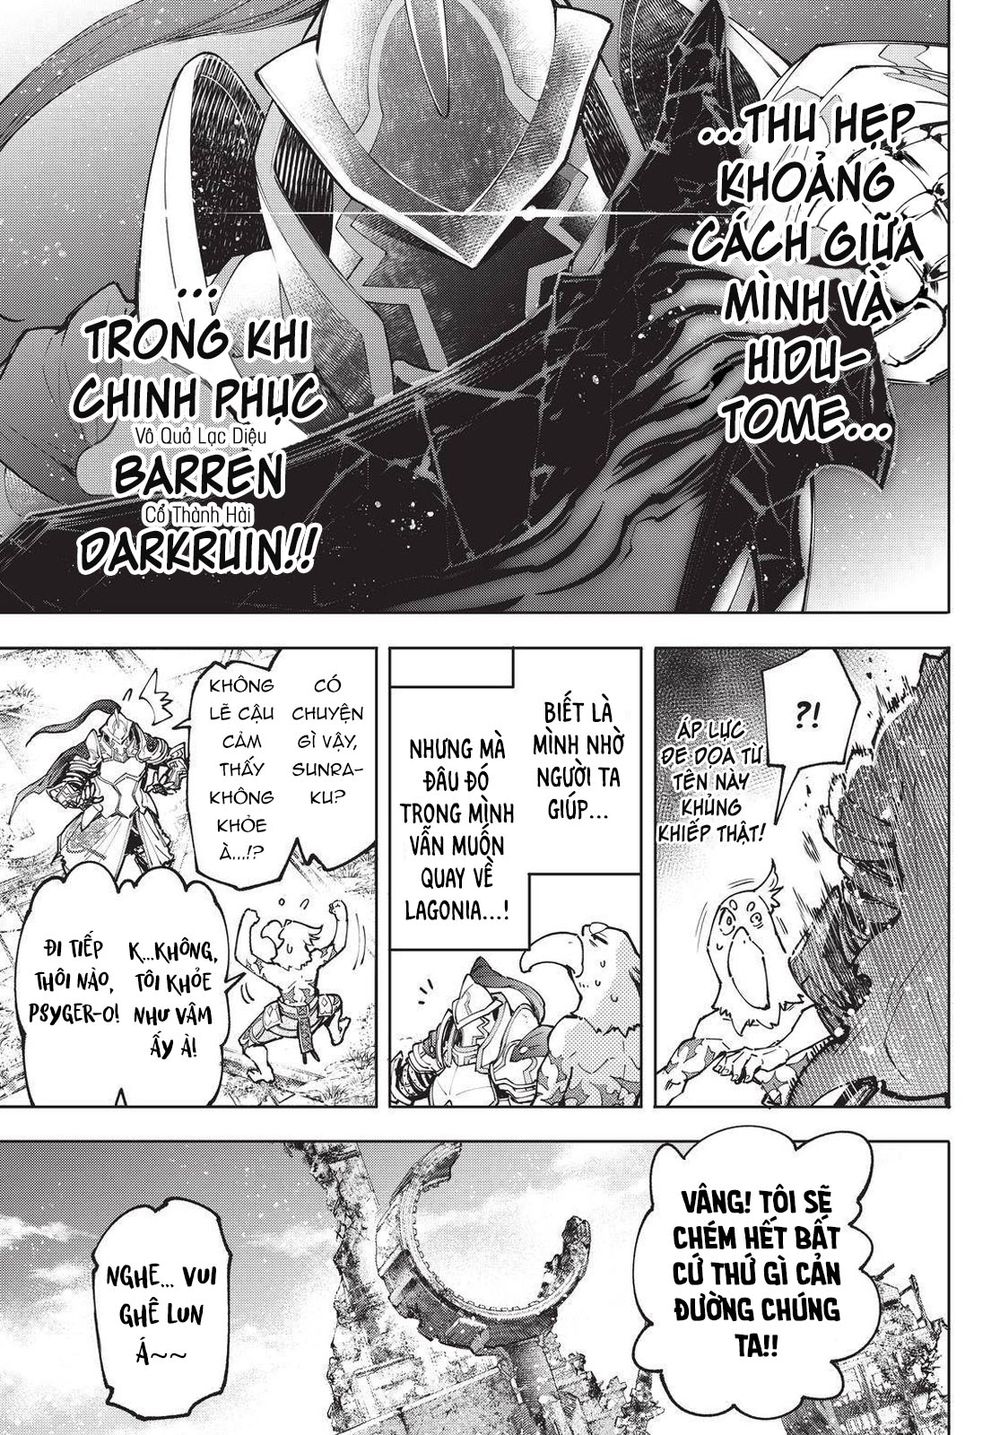 ...THU HẸP
KHOẢNG
CÁCH GIỮA
MÌNH VÀ
HIDU-
TOME...
...
TRONG KHI
CHINH PHỤC
Vô Quả Lạc Diệu
BARREN
Cổ Thành Hài
DARKRUIN!!
?!
ÁP LỰC
ĐE DỌA TỪ
TÊN NÀY
KHỦNG
KHIẾP THẬT!
BIẾT LÀ
MÌNH NHỜ
NGƯỜI TA
GIÚP...
NHƯNG MÀ
ĐÂU ĐÓ
TRONG MÌNH
VẪN MUỐN
QUAY VỀ
LAGONIA...!
CÓ
CHUYỆN
GÌ VẬY,
SUNRA-
KU?
KHÔNG
LẼ CẬU
CẢM
THẤY
KHÔNG
KHỎE
À...!?
K...KHÔNG,
TÔI KHỎE
NHƯ VÂM
ẤY À!
ĐI TIẾP
THÔI NÀO,
PSYGER-0!
VÂNG! TÔI SẼ
CHÉM HẾT BẤT
CỨ THỨ GÌ CẢN
ĐƯỜNG CHÚNG
TA!!
NGHE... VUI
GHÊ LUN
Á~~